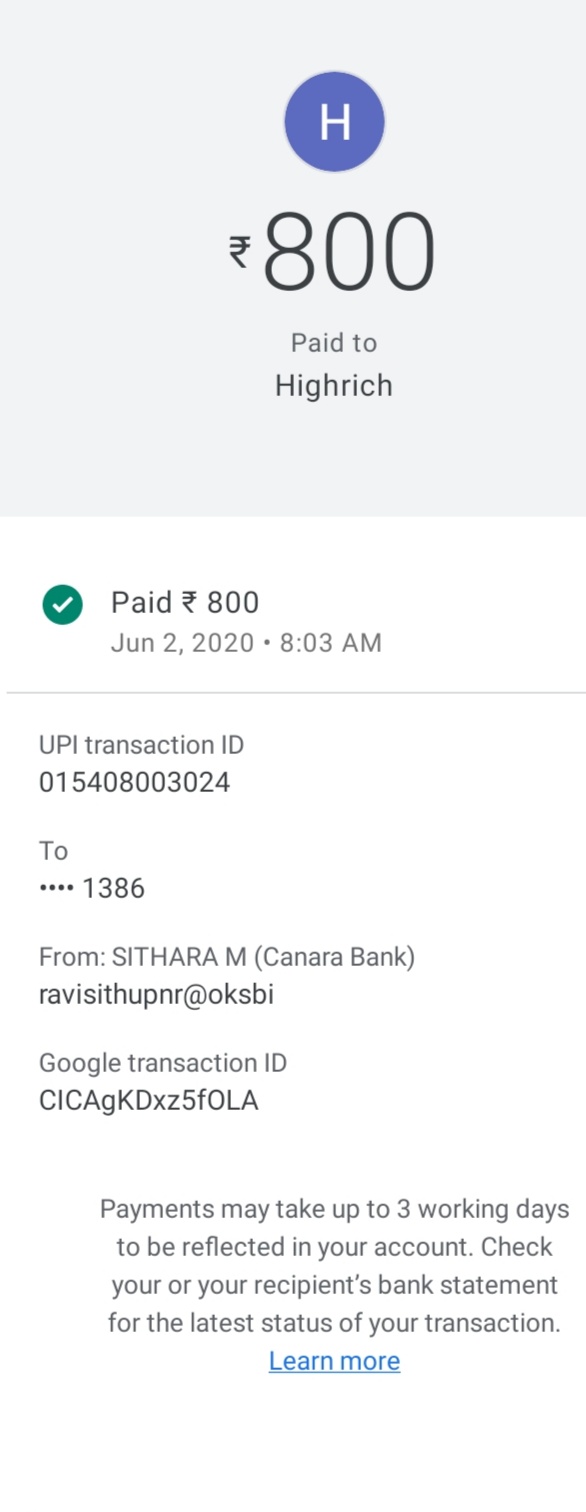 H
₹800
Paid to
Highrich
Paid ₹ 800
Jun 2, 2020 • 8:03 AM
UPI transaction ID
015408003024
To
•••• 1386
From: SITHARA M (Canara Bank)
ravisithupnr@oksbi
Google transaction ID
CICAgKDxz5fOLA
Payments may take up to 3 working days
to be reflected in your account. Check
your or your recipient’s bank statement
for the latest status of your transaction.
Learn more